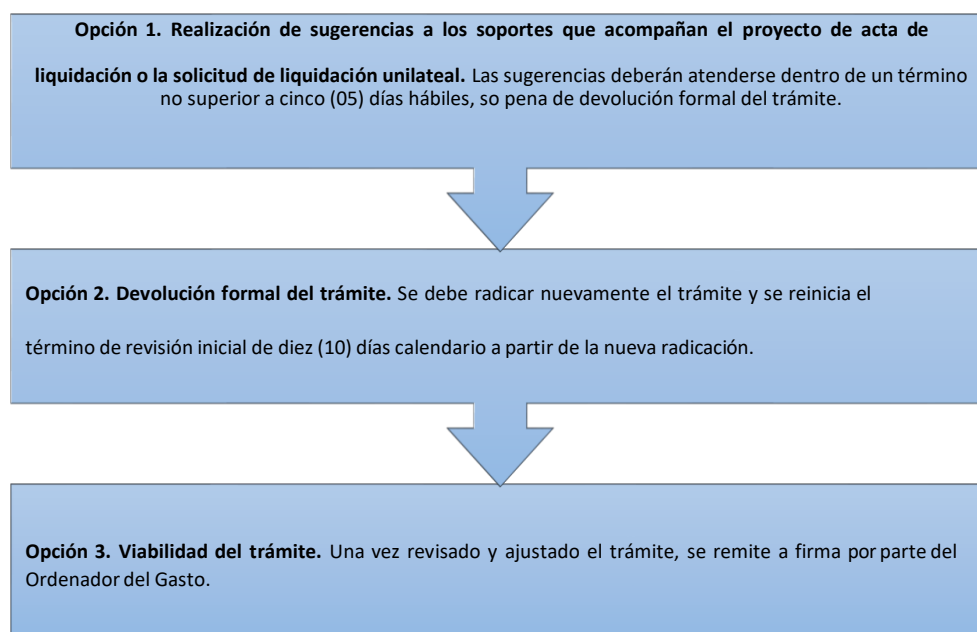 Opción 1. Realización de sugerencias a los soportes que acompañan el proyecto de acta de
liquidación o la solicitud de liquidación unilateal. Las sugerencias deberán atenderse dentro de un término
no superior a cinco (05) días hábiles, so pena de devolución formal del trámite.
Opción 2. Devolución formal del trámite. Se debe radicar nuevamente el trámite y se reinicia el
término de revisión inicial de diez (10) días calendario a partir de la nueva radicación.
Opción 3. Viabilidad del trámite. Una vez revisado y ajustado el trámite, se remite a firma por parte del
Ordenador del Gasto.